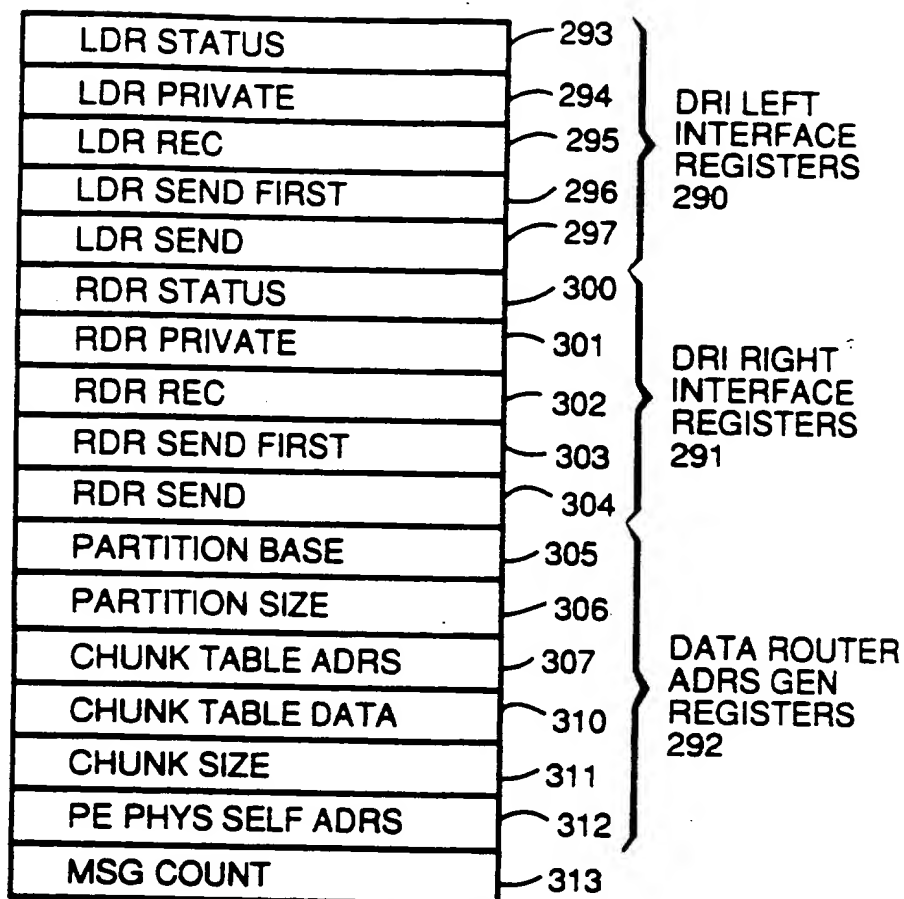 LDR STATUS 293
LDR PRIVATE 294
LDR REC 295
LDR SEND FIRST 296
LDR SEND 297
DRI LEFT
INTERFACE
REGISTERS
290
RDR STATUS 300
RDR PRIVATE 301
RDR REC 302
RDR SEND FIRST 303
RDR SEND 304
DRI RIGHT
INTERFACE
REGISTERS
291
PARTITION BASE 305
PARTITION SIZE 306
CHUNK TABLE ADRS 307
CHUNK TABLE DATA 310
CHUNK SIZE 311
PE PHYS SELF ADRS 312
DATA ROUTER
ADRS GEN
REGISTERS
292
MSG COUNT 313